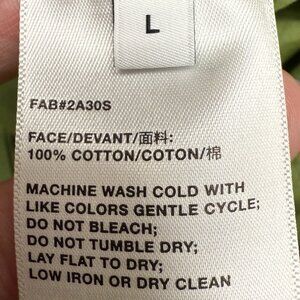 L
FAB#2A30S
FACE/DEVANT/面料:
100% COTTON/COTON/棉
MACHINE WASH COLD WITH
LIKE COLORS GENTLE CYCLE;
DO NOT BLEACH;
DO NOT TUMBLE DRY;
LAY FLAT TO DRY;
LOW IRON OR DRY CLEAN